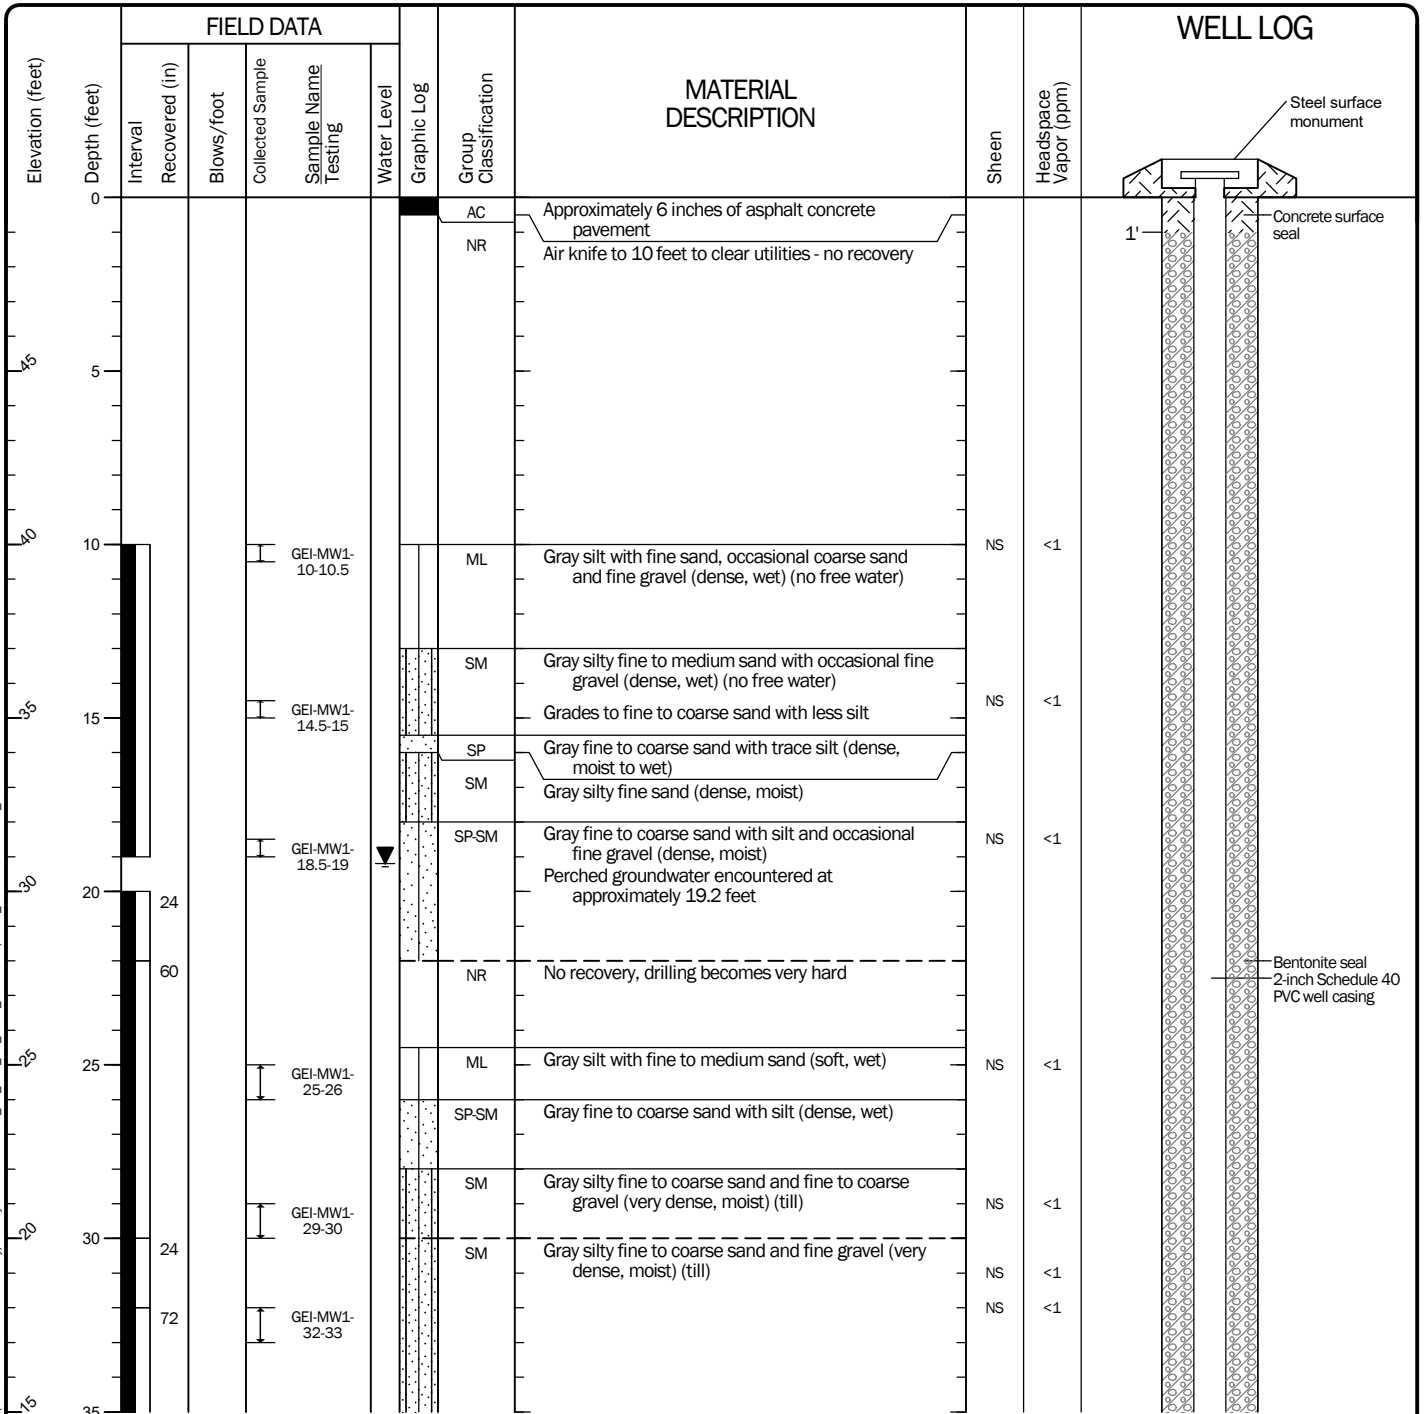 FIELD DATA
WELL LOG
Elevation (feet)
Depth (feet)
Interval
Recovered (in)
Blows/foot
Collected Sample
Sample Name
Testing
Water Level
Graphic Log
Group
Classification
MATERIAL
DESCRIPTION
Sheen
Headspace
Vapor (ppm)
Steel surface
monument
0
AC
Approximately 6 inches of asphalt concrete
pavement
Concrete surface
seal
1'
NR
Air knife to 10 feet to clear utilities - no recovery
45
5
40
10
GEI-MW1-
10-10.5
ML
Gray silt with fine sand, occasional coarse sand
and fine gravel (dense, wet) (no free water)
NS
<1
SM
Gray silty fine to medium sand with occasional fine
gravel (dense, wet) (no free water)
35
15
GEI-MW1-
14.5-15
Grades to fine to coarse sand with less silt
NS
<1
SP
Gray fine to coarse sand with trace silt (dense,
moist to wet)
SM
Gray silty fine sand (dense, moist)
GEI-MW1-
18.5-19
SP-SM
Gray fine to coarse sand with silt and occasional
fine gravel (dense, moist)
NS
<1
Perched groundwater encountered at
approximately 19.2 feet
30
20
24
60
NR
No recovery, drilling becomes very hard
Bentonite seal
2-inch Schedule 40
PVC well casing
25
25
GEI-MW1-
25-26
ML
Gray silt with fine to medium sand (soft, wet)
NS
<1
SP-SM
Gray fine to coarse sand with silt (dense, wet)
SM
Gray silty fine to coarse sand and fine to coarse
gravel (very dense, moist) (till)
GEI-MW1-
29-30
NS
<1
20
30
24
SM
Gray silty fine to coarse sand and fine gravel (very
dense, moist) (till)
NS
<1
NS
<1
72
GEI-MW1-
32-33
15
35